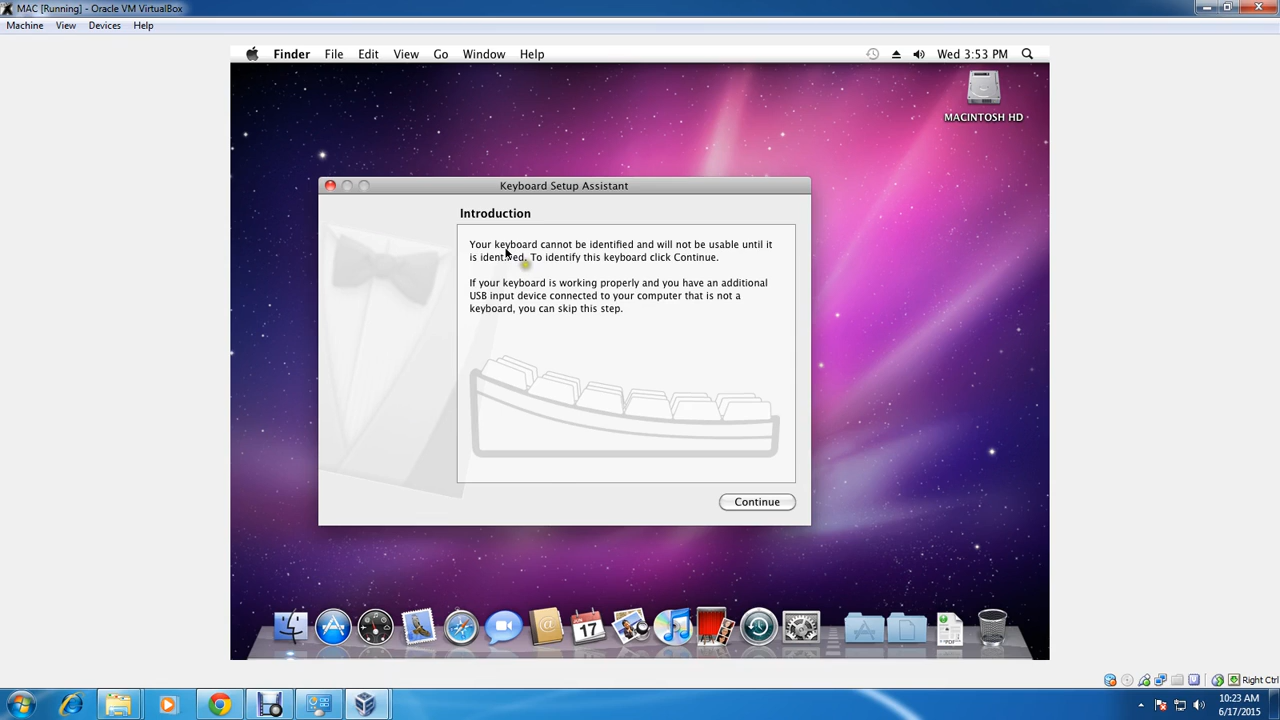 MAC [Running] - Oracle VM VirtualBox
Machine View Devices Help
Finder File Edit View Go Window Help
Wed 3:53 PM
MACINTOSH HD
Keyboard Setup Assistant
Introduction
Your keyboard cannot be identified and will not be usable until it
is identified. To identify this keyboard click Continue.
If your keyboard is working properly and you have an additional
USB input device connected to your computer that is not a
keyboard, you can skip this step.
Continue
JUN
17
Right Ctrl
10:23 AM
6/17/2015